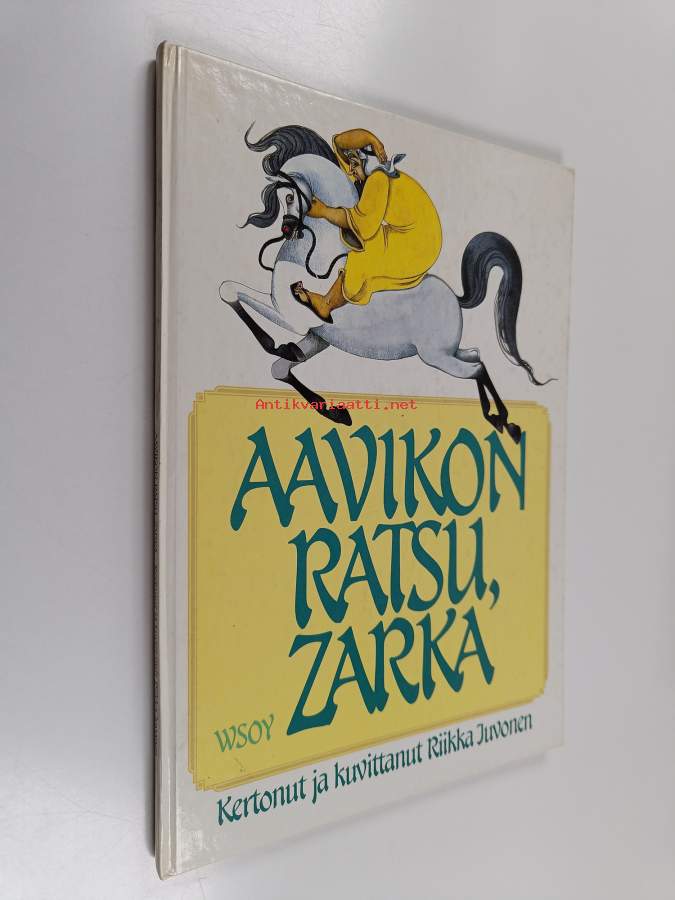 Antikvariaatti.net
AAVIKON
RATSU,
ZARKA
WSOY
Kertonut ja kuvittanut Riikka Juvonen